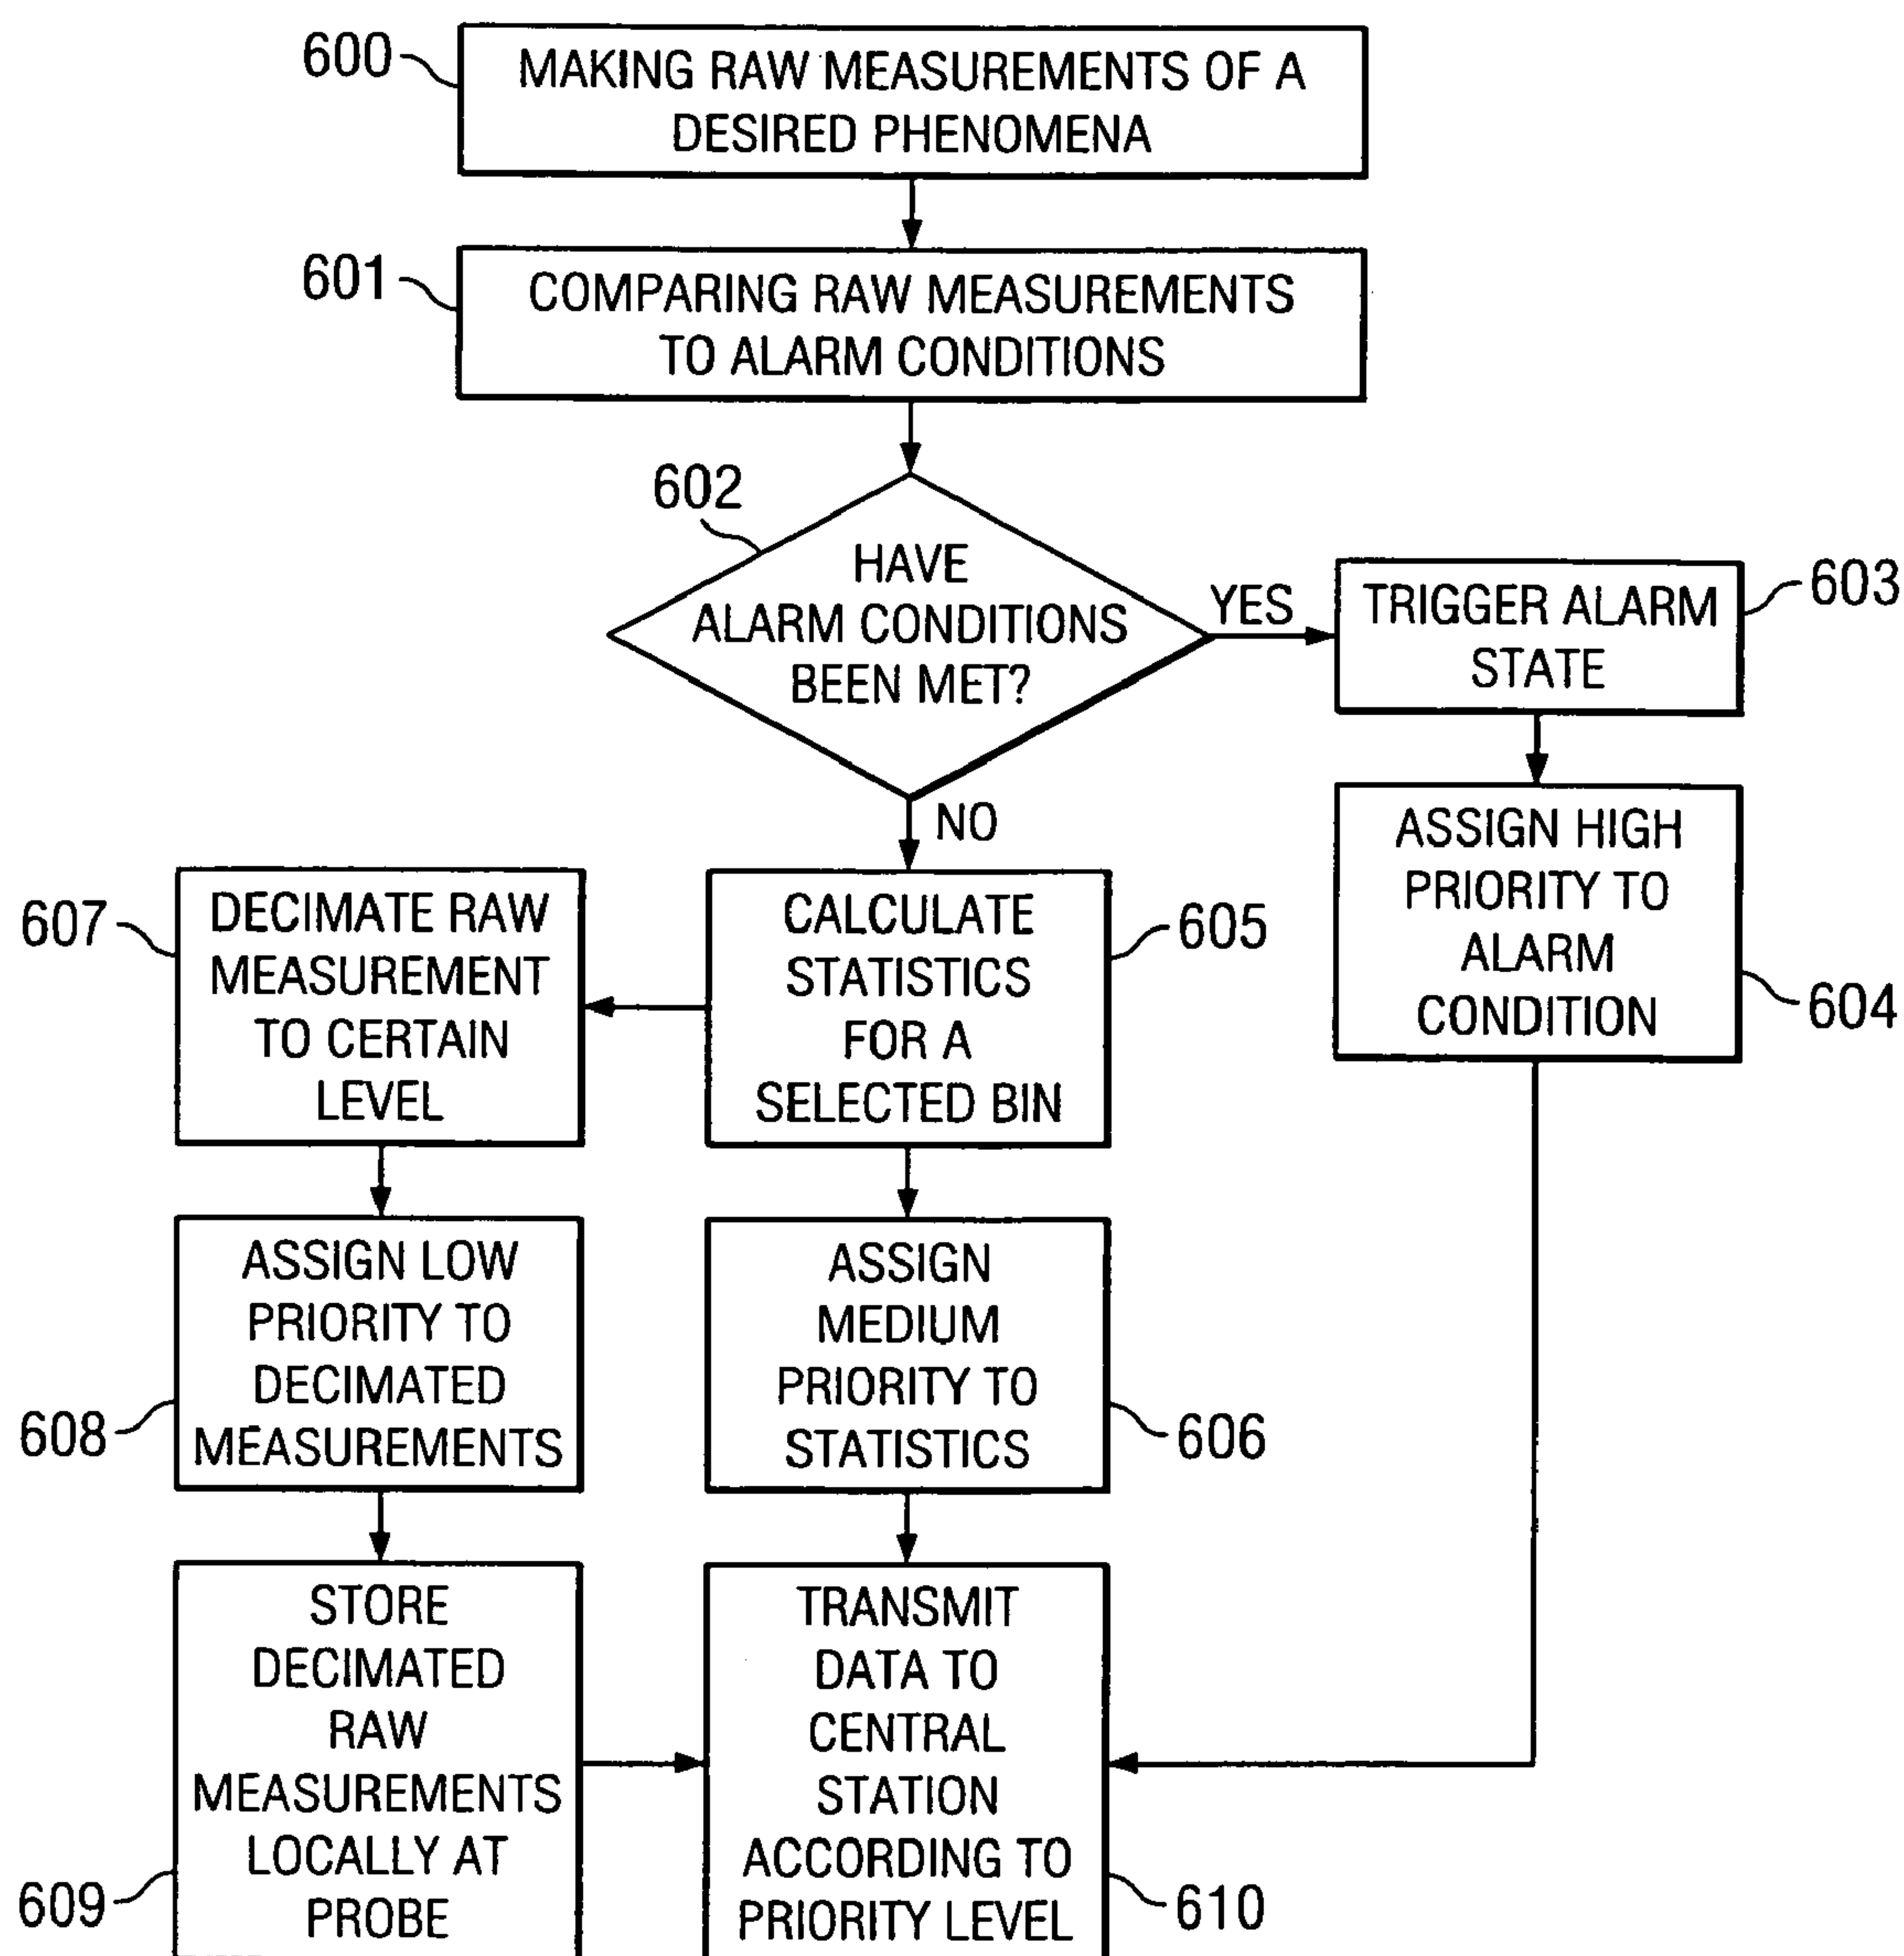 600
MAKING RAW MEASUREMENTS OF A
DESIRED PHENOMENA
601
COMPARING RAW MEASUREMENTS
TO ALARM CONDITIONS
602
HAVE
ALARM CONDITIONS
BEEN MET?
YES
TRIGGER ALARM
STATE
603
ASSIGN HIGH
PRIORITY TO
ALARM
CONDITION
604
NO
CALCULATE
STATISTICS
FOR A
SELECTED BIN
605
607
DECIMATE RAW
MEASUREMENT
TO CERTAIN
LEVEL
608
ASSIGN LOW
PRIORITY TO
DECIMATED
MEASUREMENTS
ASSIGN
MEDIUM
PRIORITY TO
STATISTICS
606
609
STORE
DECIMATED
RAW
MEASUREMENTS
LOCALLY AT
PROBE
TRANSMIT
DATA TO
CENTRAL
STATION
ACCORDING TO
PRIORITY LEVEL
610